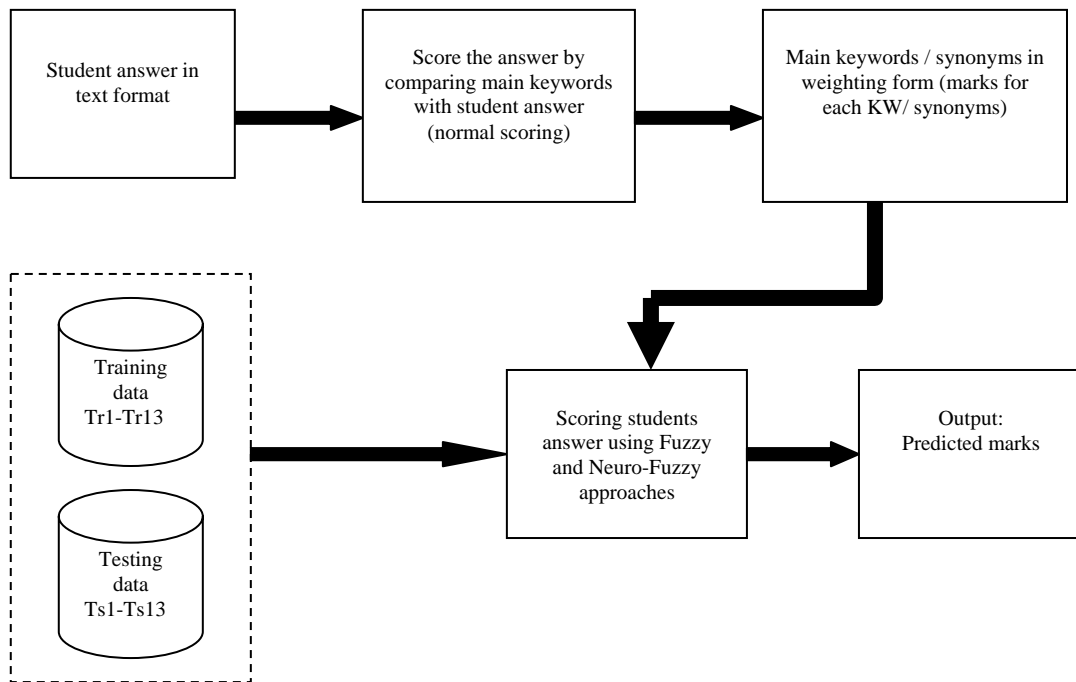 Student answer in
text format
Score the answer by
comparing main keywords
with student answer
(normal scoring)
Main keywords / synonyms in
weighting form (marks for
each KW/ synonyms)
Training
data
Tr1-Tr13
Testing
data
Ts1-Ts13
Scoring students
answer using Fuzzy
and Neuro-Fuzzy
approaches
Output:
Predicted marks